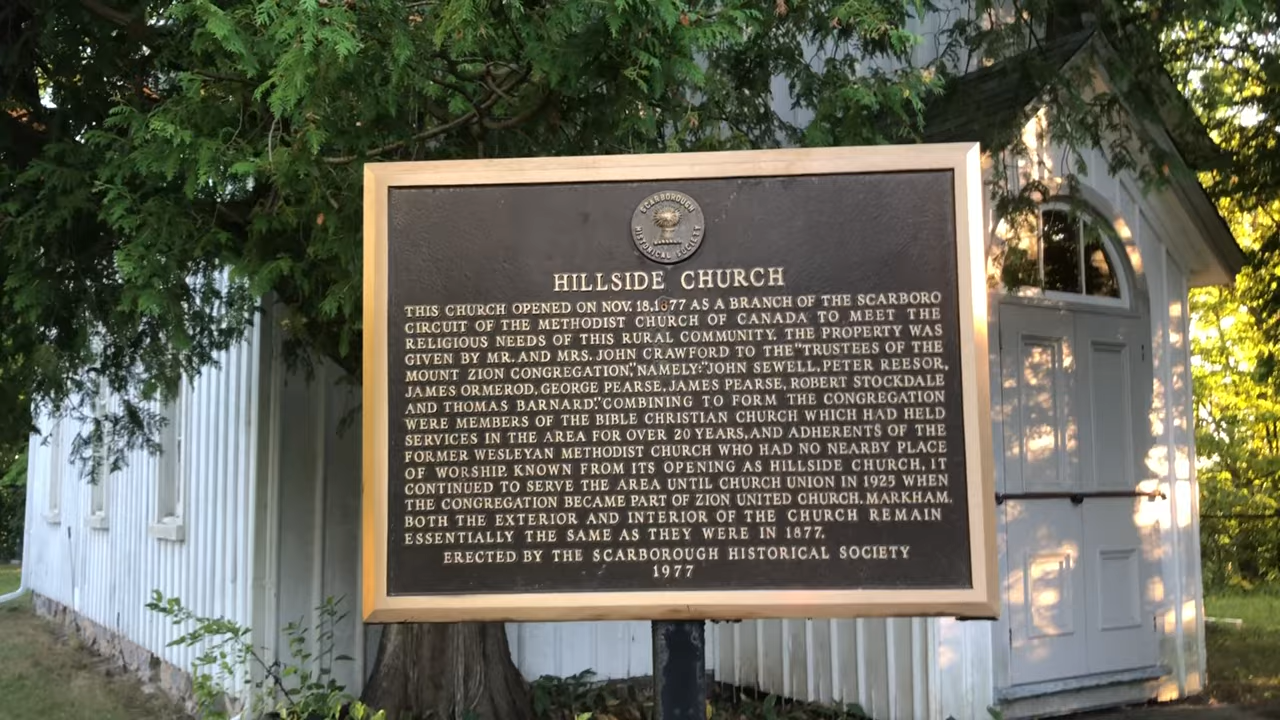 SCARBOROUGH
HISTORICAL SOCIETY
HILLSIDE CHURCH
THIS CHURCH OPENED ON NOV. 18,1877 AS A BRANCH OF THE SCARBORO
CIRCUIT OF THE METHODIST CHURCH OF CANADA TO MEET THE
RELIGIOUS NEEDS OF THIS RURAL COMMUNITY. THE PROPERTY WAS
GIVEN BY MR. AND MRS. JOHN CRAWFORD TO THE "TRUSTEES OF THE
MOUNT ZION CONGREGATION," NAMELY: "JOHN SEWELL, PETER REESOR,
JAMES ORMEROD, GEORGE PEARSE, JAMES PEARSE, ROBERT STOCKDALE
AND THOMAS BARNARD." COMBINING TO FORM THE CONGREGATION
WERE MEMBERS OF THE BIBLE CHRISTIAN CHURCH WHICH HAD HELD
SERVICES IN THE AREA FOR OVER 20 YEARS, AND ADHERENTS OF THE
FORMER WESLEYAN METHODIST CHURCH WHO HAD NO NEARBY PLACE
OF WORSHIP. KNOWN FROM ITS OPENING AS HILLSIDE CHURCH, IT
CONTINUED TO SERVE THE AREA UNTIL CHURCH UNION IN 1925 WHEN
THE CONGREGATION BECAME PART OF ZION UNITED CHURCH, MARKHAM.
BOTH THE EXTERIOR AND INTERIOR OF THE CHURCH REMAIN
ESSENTIALLY THE SAME AS THEY WERE IN 1877.
ERECTED BY THE SCARBOROUGH HISTORICAL SOCIETY
1977